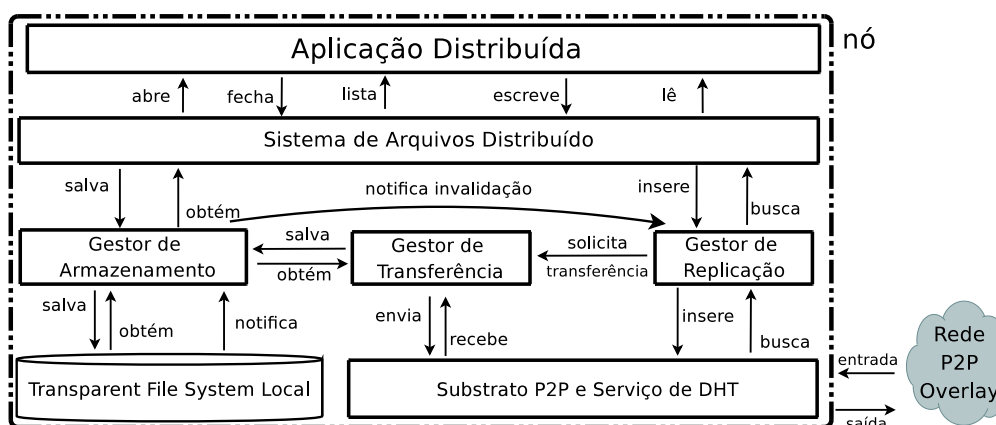 Aplicação Distribuída
nó
abre
fecha
lista
escreve
lê
Sistema de Arquivos Distribuído
salva
obtém
notifica invalidação
insere
busca
Gestor de
Armazenamento
salva
obtém
Gestor de
Transferência
solicita
transferência
Gestor de
Replicação
salva
obtém
notifica
envia
recebe
insere
busca
Transparent File System Local
Substrato P2P e Serviço de DHT
entrada
saída
Rede
P2P
Overlay